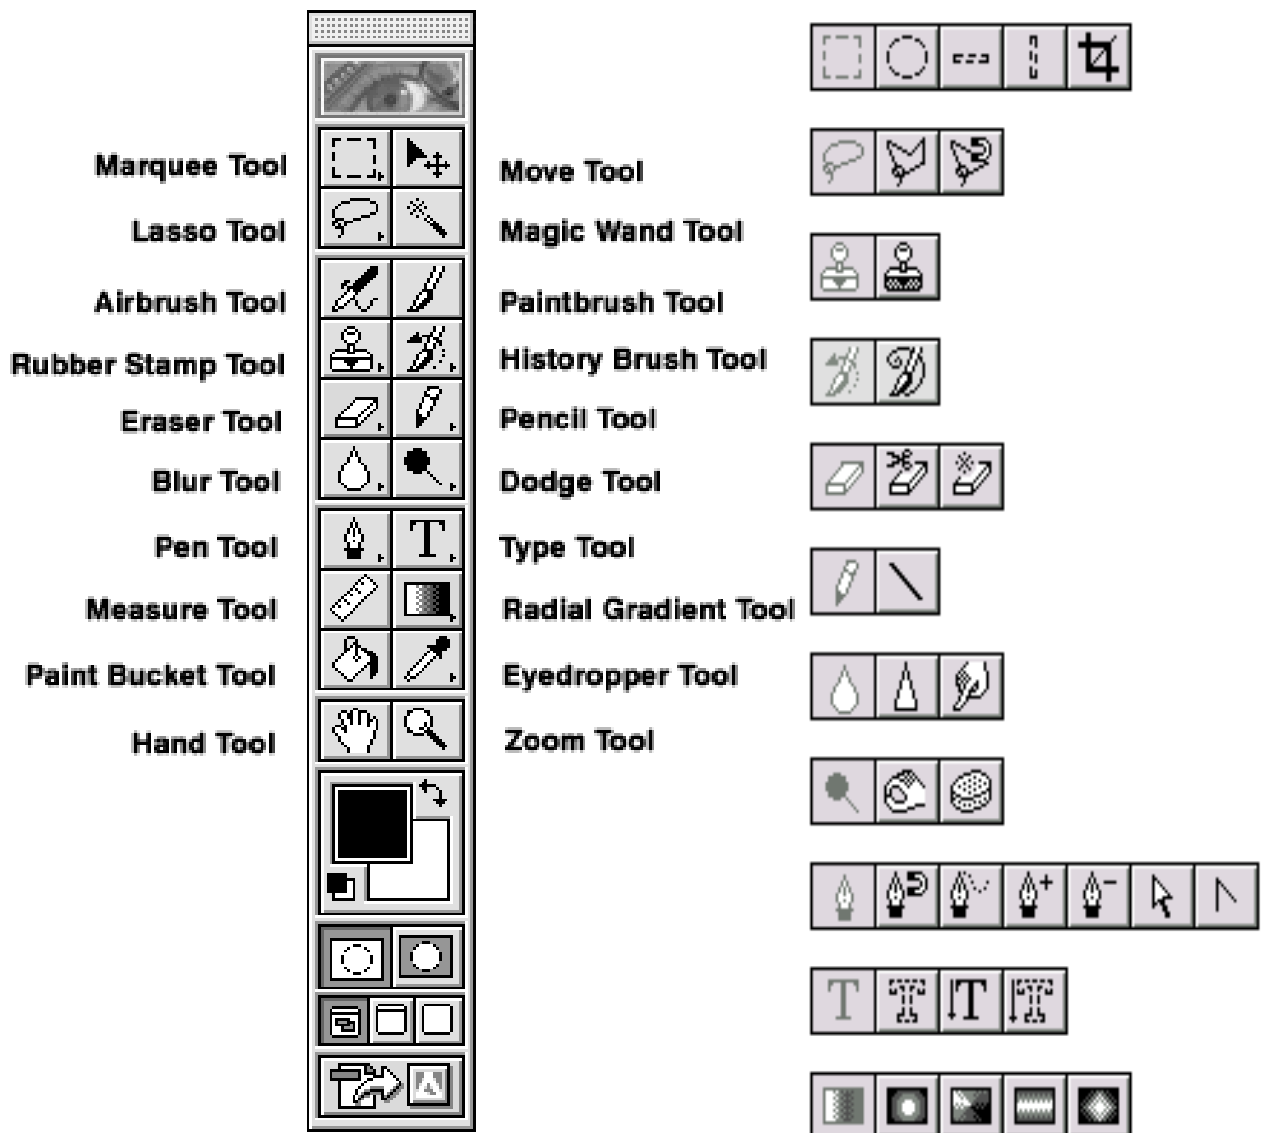 Marquee Tool
Move Tool
Lasso Tool
Magic Wand Tool
Airbrush Tool
Paintbrush Tool
Rubber Stamp Tool
History Brush Tool
Eraser Tool
Pencil Tool
Blur Tool
Dodge Tool
Pen Tool
Type Tool
Measure Tool
Radial Gradient Tool
Paint Bucket Tool
Eyedropper Tool
Hand Tool
Zoom Tool